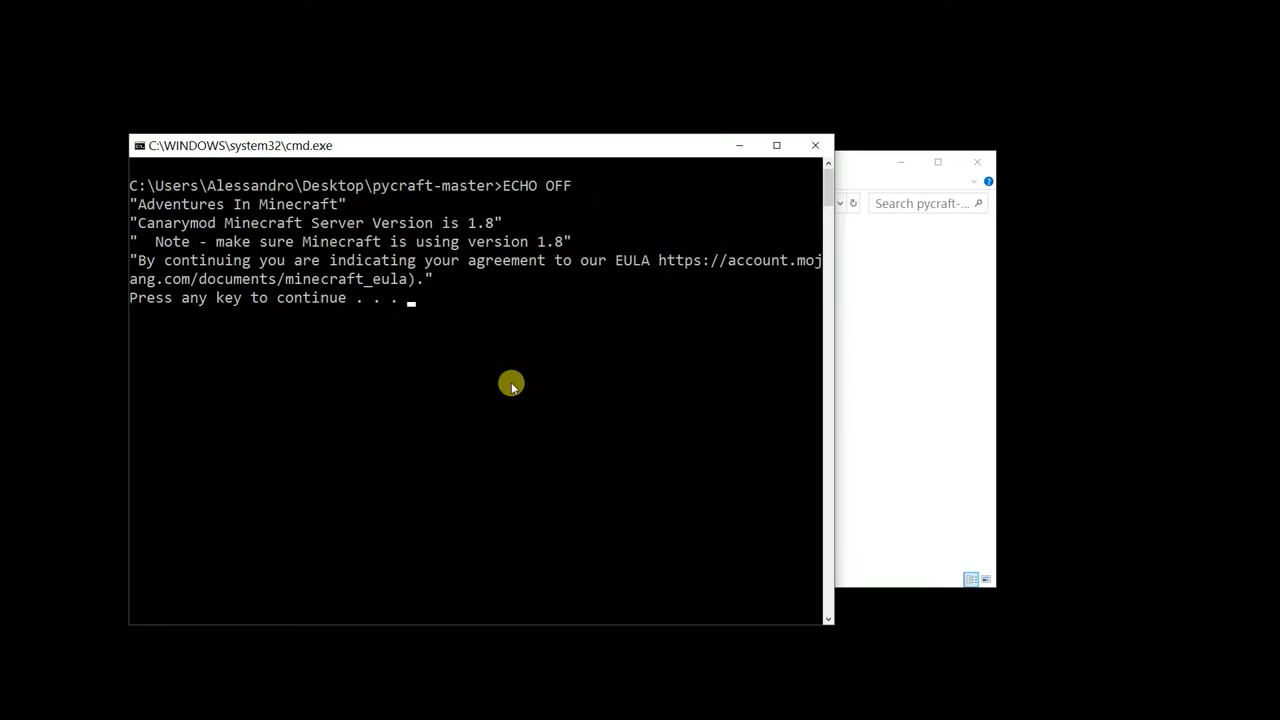 C:\WINDOWS\system32\cmd.exe
C:\Users\Alessandro\Desktop\pycraft-master>ECHO OFF
"Adventures In Minecraft"
"Canarymod Minecraft Server Version is 1.8"
"  Note - make sure Minecraft is using version 1.8"
"By continuing you are indicating your agreement to our EULA https://account.moj
ang.com/documents/minecraft_eula)."
Press any key to continue . . .
Search pycraft-...